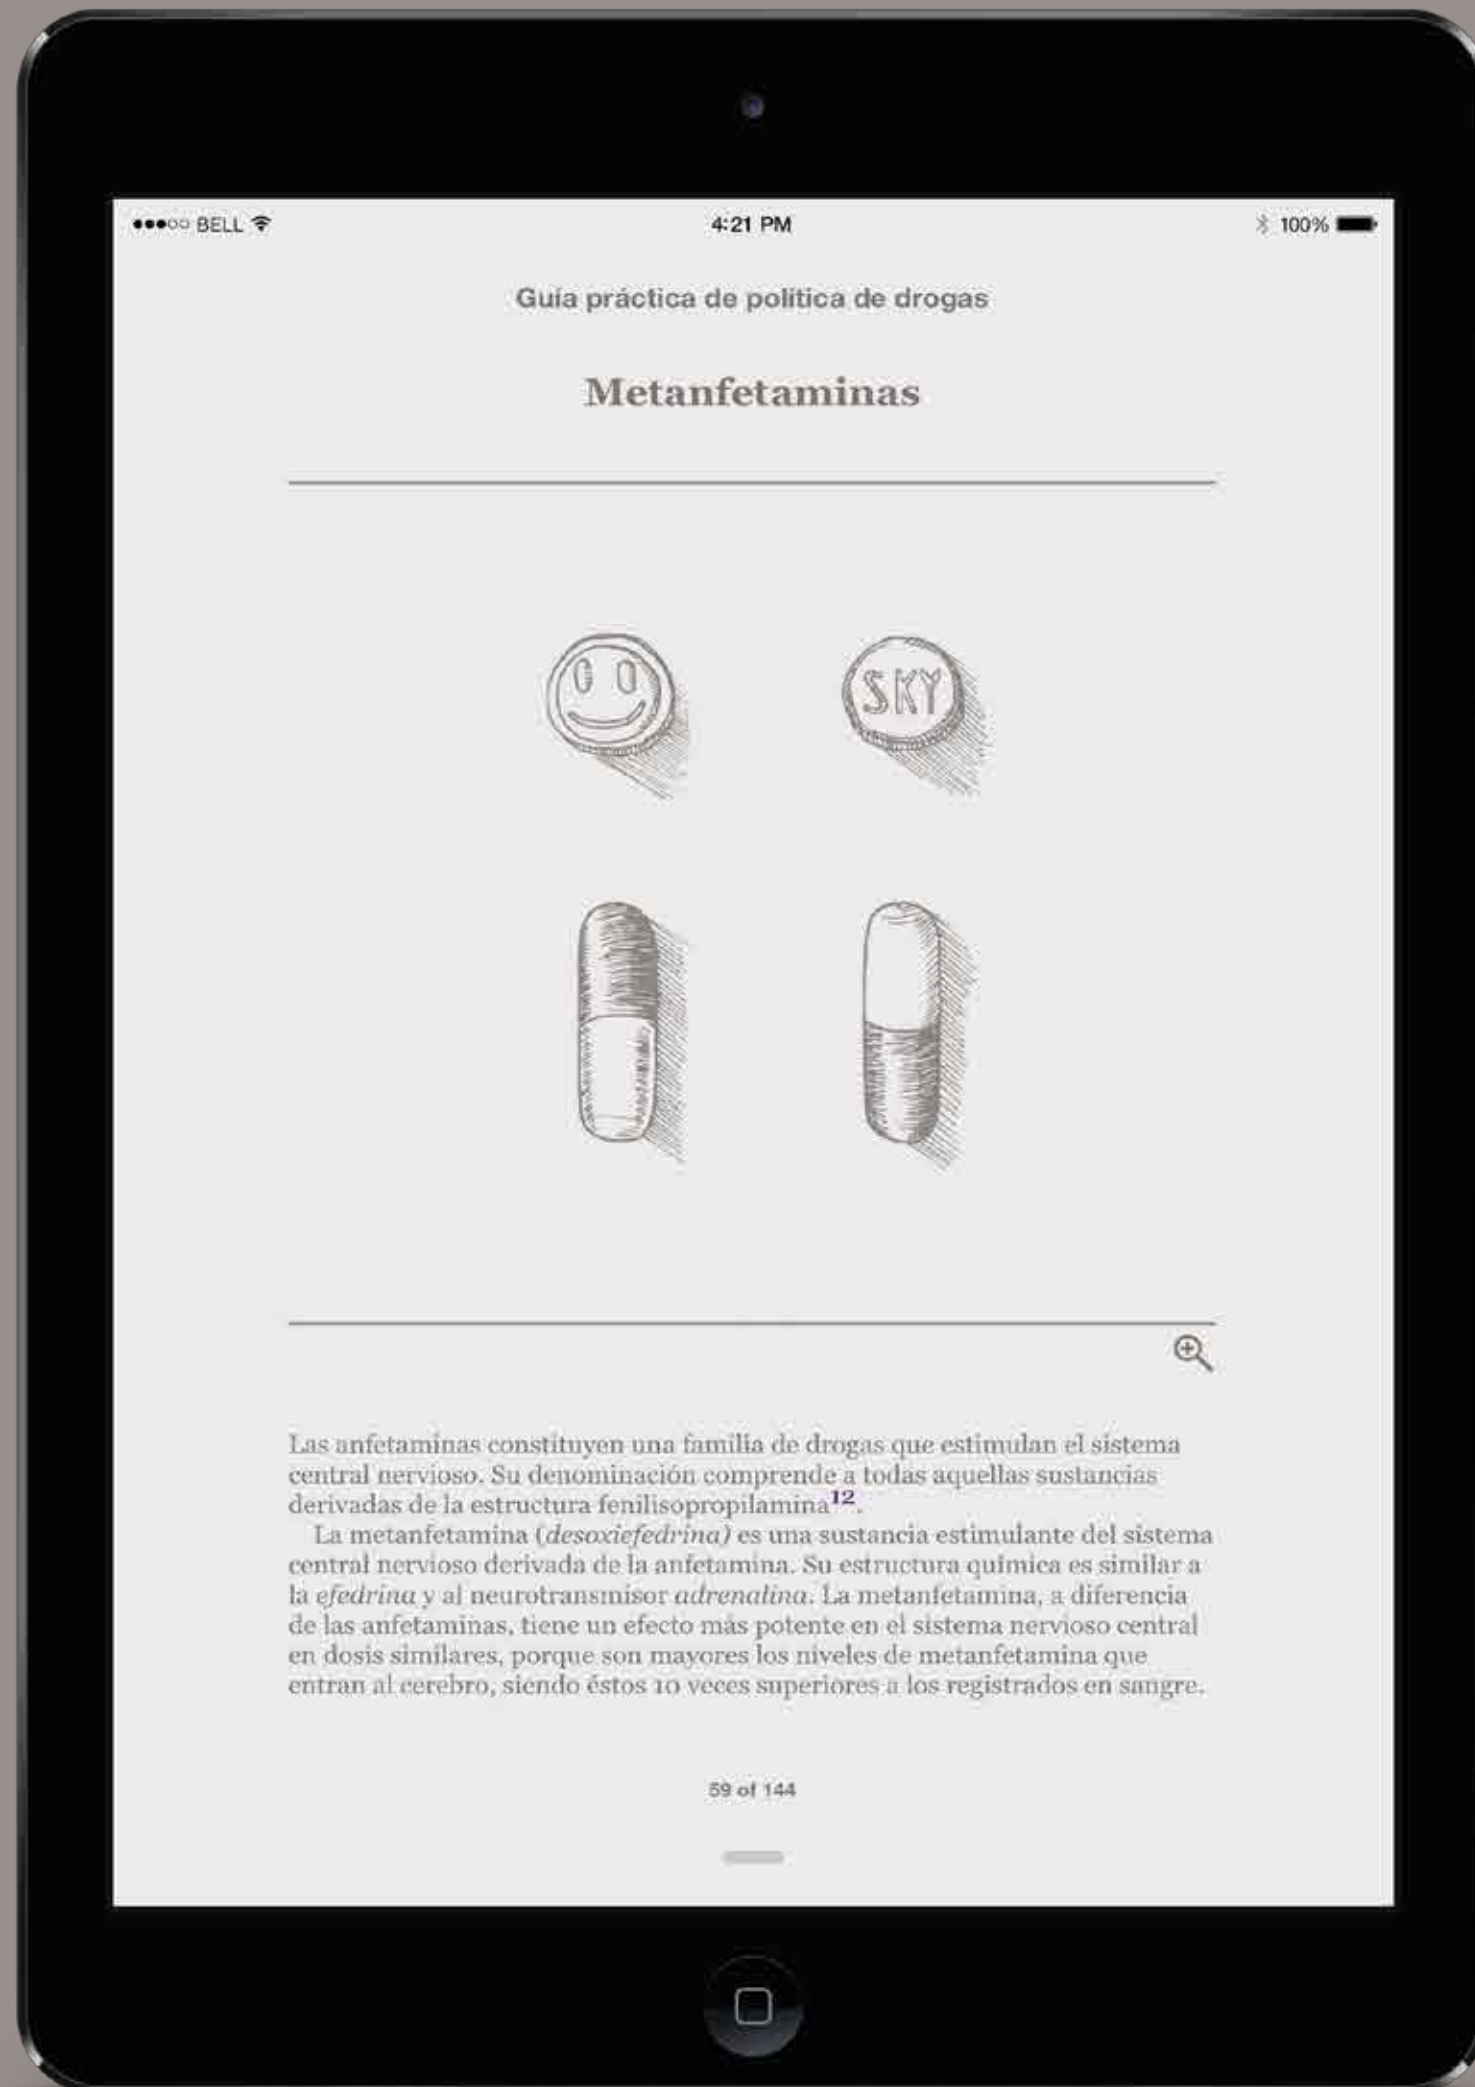 BELL
4:21 PM
100%
Guía práctica de política de drogas
Metanfetaminas
SKY
Las anfetaminas constituyen una familia de drogas que estimulan el sistema
central nervioso. Su denominación comprende a todas aquellas sustancias
derivadas de la estructura fenilisopropilamina12.
La metanfetamina (desoxiefedrina) es una sustancia estimulante del sistema
central nervioso derivada de la anfetamina. Su estructura química es similar a
la efedrina y al neurotransmisor adrenalina. La metanfetamina, a diferencia
de las anfetaminas, tiene un efecto más potente en el sistema nervioso central
en dosis similares, porque son mayores los niveles de metanfetamina que
entran al cerebro, siendo éstos 10 veces superiores a los registrados en sangre.
59 of 144